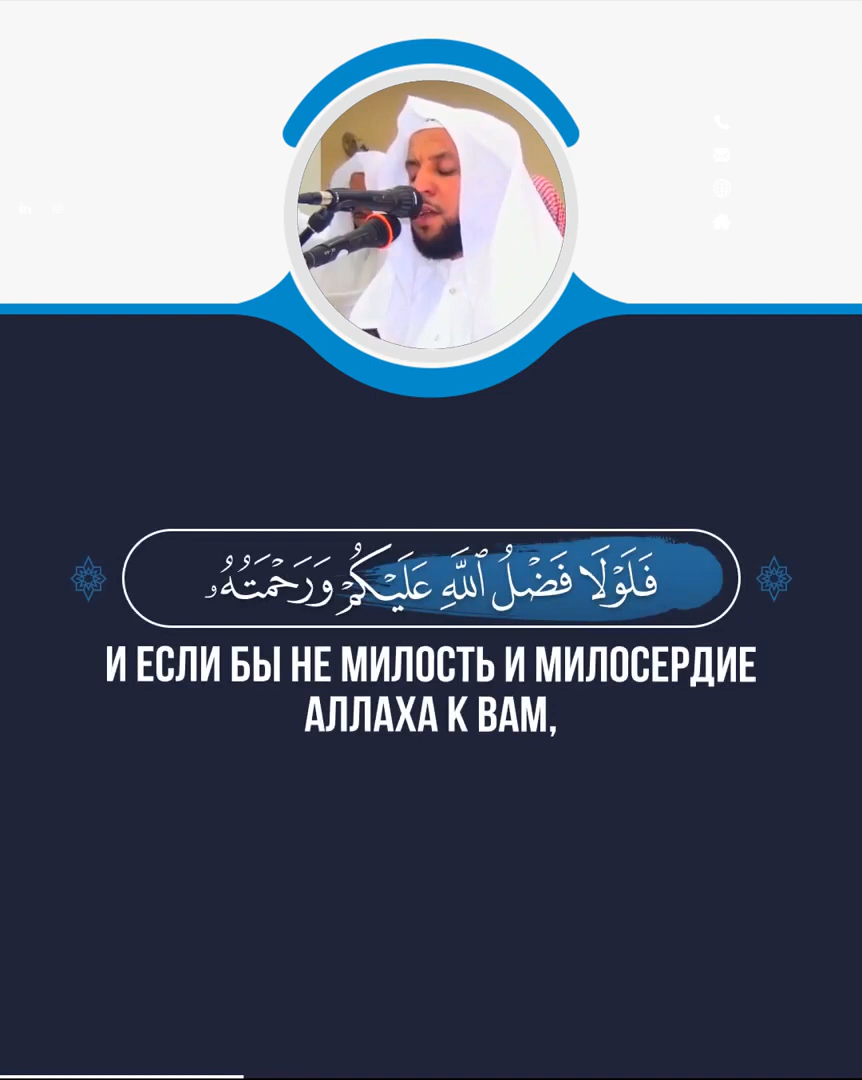 فَلَوْلَا فَضْلُ ٱللَّهِ عَلَيْكُمْ وَرَحْمَتُهُۥ
И ЕСЛИ БЫ НЕ МИЛОСТЬ И МИЛОСЕРДИЕ
АЛЛАХА К ВАМ,